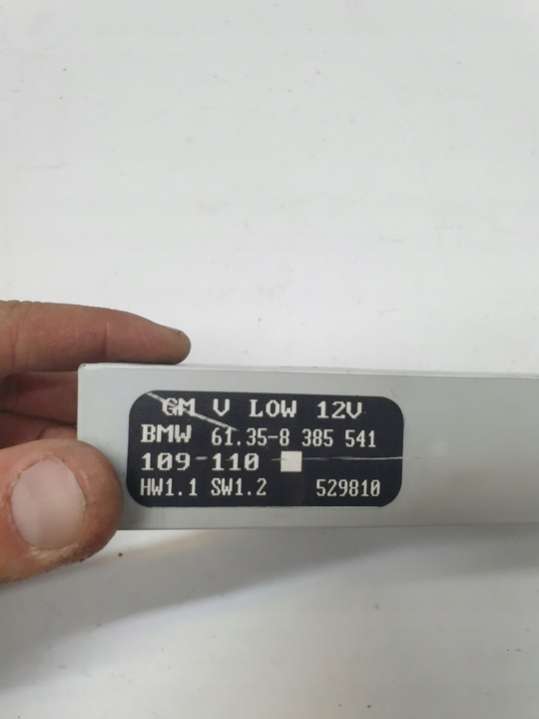 GM V LOW 12V
BMW 61.35-8 385 541
109-110
HW1.1 SW1.2 529810